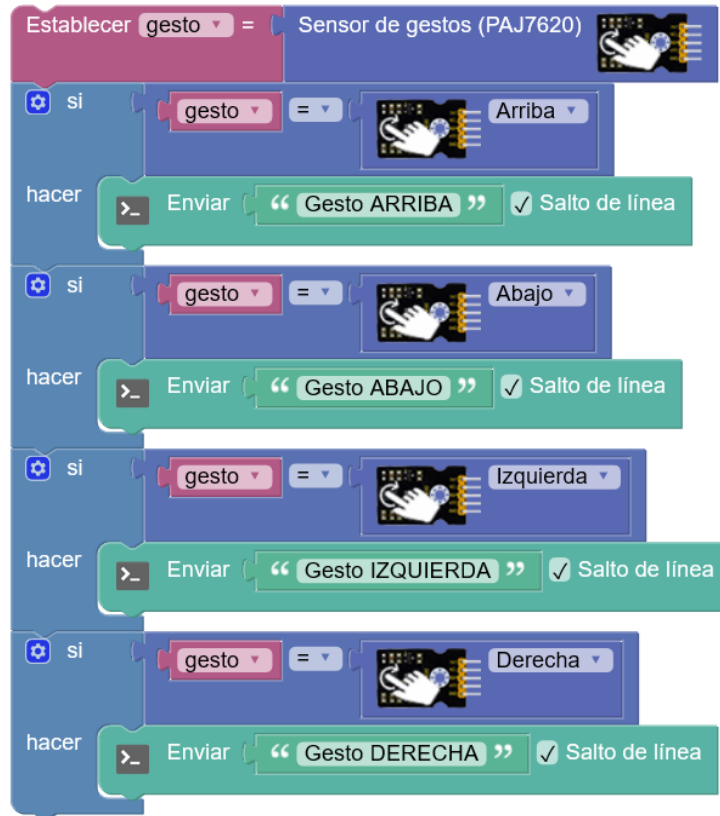 Establecer gesto = Sensor de gestos (PAJ7620)
si gesto = Arriba
hacer >_ Enviar “ Gesto ARRIBA ” ✓ Salto de línea
si gesto = Abajo
hacer >_ Enviar “ Gesto ABAJO ” ✓ Salto de línea
si gesto = Izquierda
hacer >_ Enviar “ Gesto IZQUIERDA ” ✓ Salto de línea
si gesto = Derecha
hacer >_ Enviar “ Gesto DERECHA ” ✓ Salto de línea